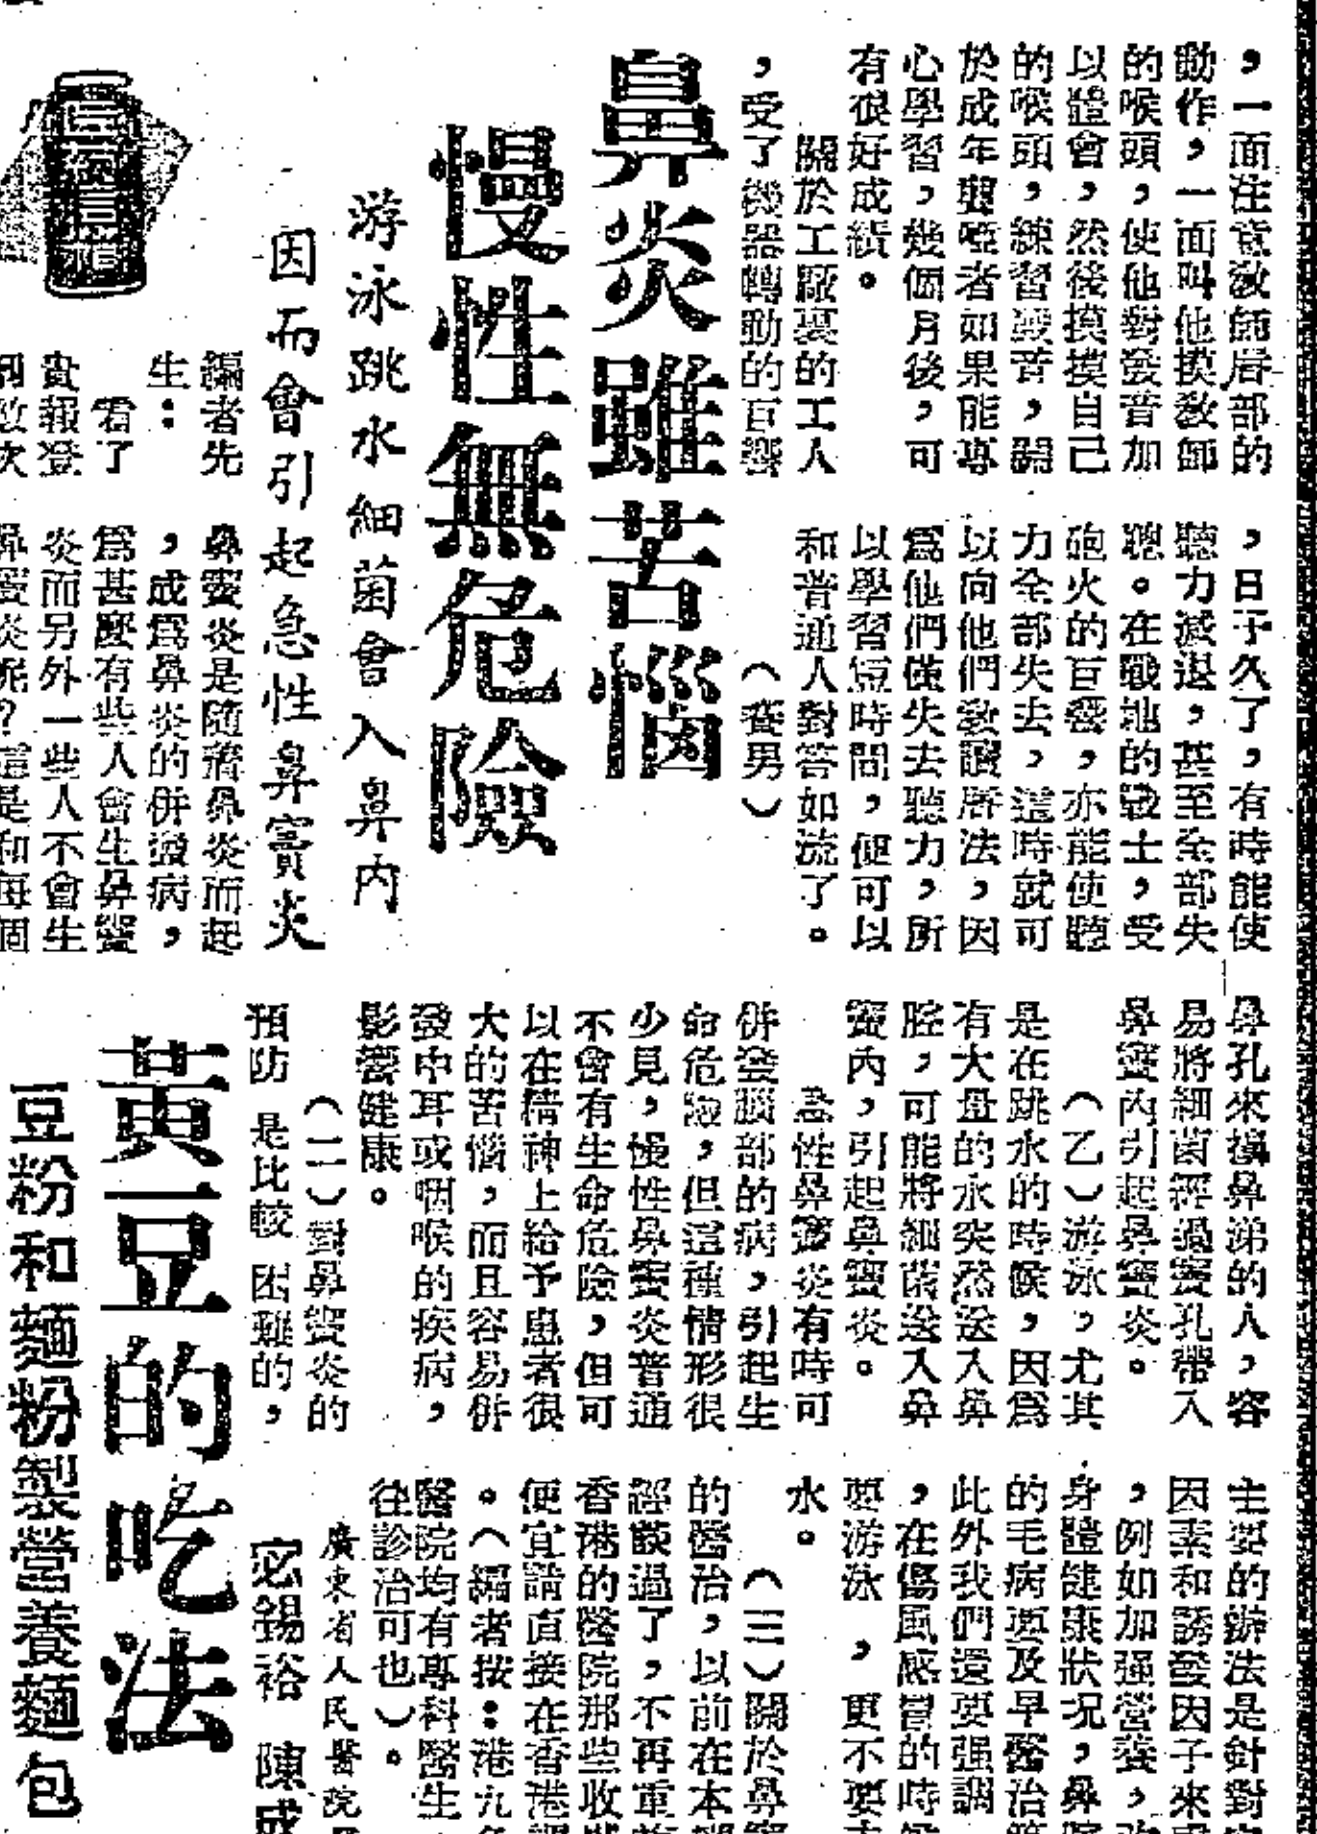 ，一面注意教師唇部的
動作，一面叫他摸教師
的喉頭，使他對發音加
以體會，然後摸摸自己
的喉頭，練習發音，關
於成年聾啞者如果能專
心學習，幾個月後，可
有很好成績。
關於工廠裏的工人
，受了機器轉動的巨響
，日子久了，有時能使
聽力減退，甚至全部失
聰。在戰地的戰士，受
砲火的巨發，亦能使聽
力全部失去，這時就可
以向他們教讀唇法，因
爲他們僅失去聽力，所
以學習短時間，便可以
和普通人對答如流了。
（養男）
鼻炎雖苦惱
慢性無危險
游泳跳水細菌會入鼻內
因而會引起急性鼻竇炎
編者先
生：
看了
貴報登
鼻竇炎是隨着鼻炎而起
，成爲鼻炎的併發病，
爲甚麽有些人會生鼻竇
炎而另外一些人不會生
鼻竇炎呢？這是和每個
鼻孔來擤鼻涕的人，容
易將細菌經過竇孔帶入
鼻竇內引起鼻竇炎。
（乙）游泳，尤其
是在跳水的時候，因爲
有大量的水突然送入鼻
腔，可能將細菌送入鼻
竇內，引起鼻竇炎。
急性鼻竇炎有時可
併發腦部的病，引起生
命危險，但這種情形很
少見，慢性鼻竇炎普通
不會有生命危險，但可
以在精神上給予患者很
大的苦惱，而且容易併
發中耳或咽喉的疾病，
影響健康。
（二）對鼻竇炎的
預防 是比較 困難的，
主要的辦法是針對
因素和誘發因子來
，例如加强營養，
身體健康狀况，鼻
的毛病要及早醫治
此外我們還要强調
，在傷風感冒的時
要游泳 ，更不要
水。
（三）關於鼻竇
的醫治，以前在本
經談過了，不再重
香港的醫院那些收
便宜請直接在香港
。（編者按：港九
醫院均有專科醫生
往診治可也）。
黃豆的吃法
豆粉和麵粉製營養麵包
廣東省人民醫院
宓錫裕 陳